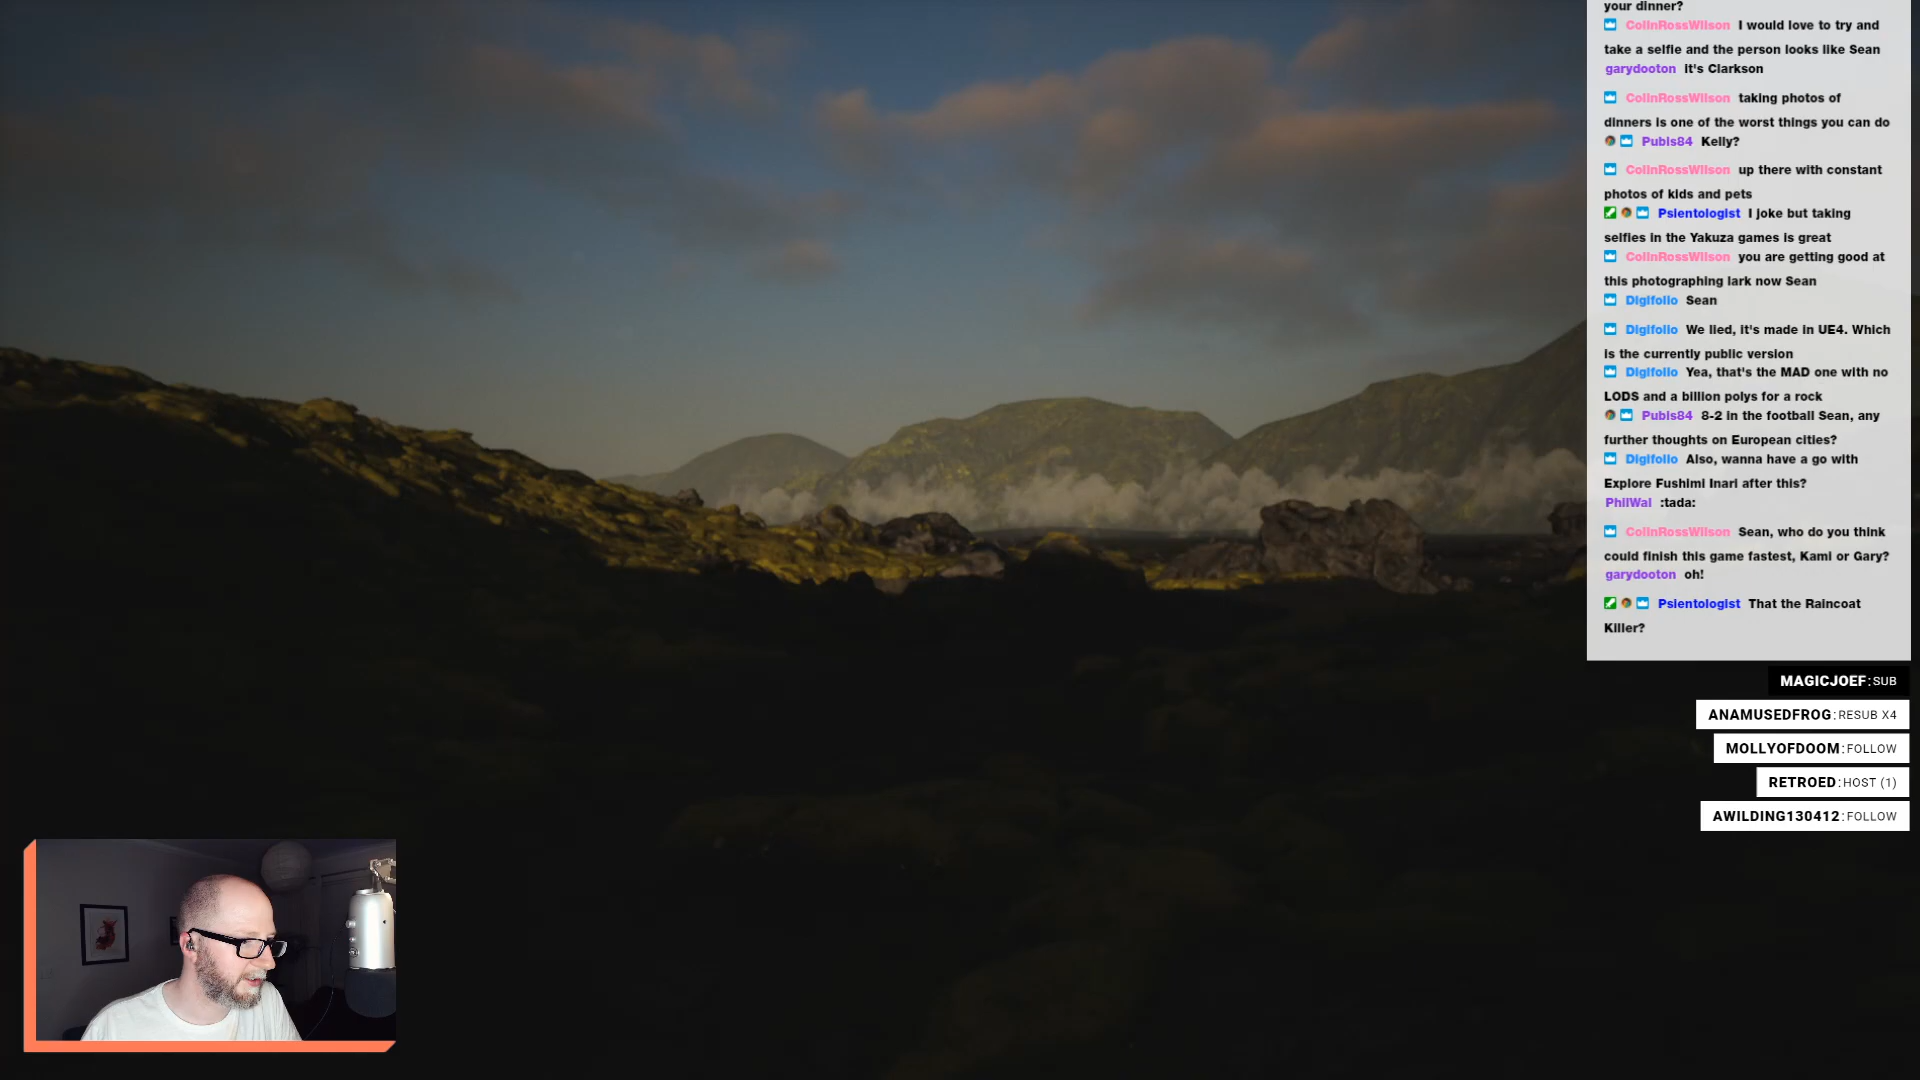 your dinner?
ColinRossWilson I would love to try and
take a selfie and the person looks like Sean
garydooton it's Clarkson
ColinRossWilson taking photos of
dinners is one of the worst things you can do
Pubis84 Kelly?
ColinRossWilson up there with constant
photos of kids and pets
Psientologist I joke but taking
selfies in the Yakuza games is great
ColinRossWilson you are getting good at
this photographing lark now Sean
Digifolio Sean
Digifolio We lied, it's made in UE4. Which
is the currently public version
Digifolio Yea, that's the MAD one with no
LODS and a billion polys for a rock
Pubis84 8-2 in the football Sean, any
further thoughts on European cities?
Digifolio Also, wanna have a go with
Explore Fushimi Inari after this?
PhilWal :tada:
ColinRossWilson Sean, who do you think
could finish this game fastest, Kami or Gary?
garydooton oh!
Psientologist That the Raincoat
Killer?
MAGICJOEF:SUB
ANAMUSEDFROG:RESUB X4
MOLLYOFDOOM:FOLLOW
RETROED:HOST (1)
AWILDING130412:FOLLOW